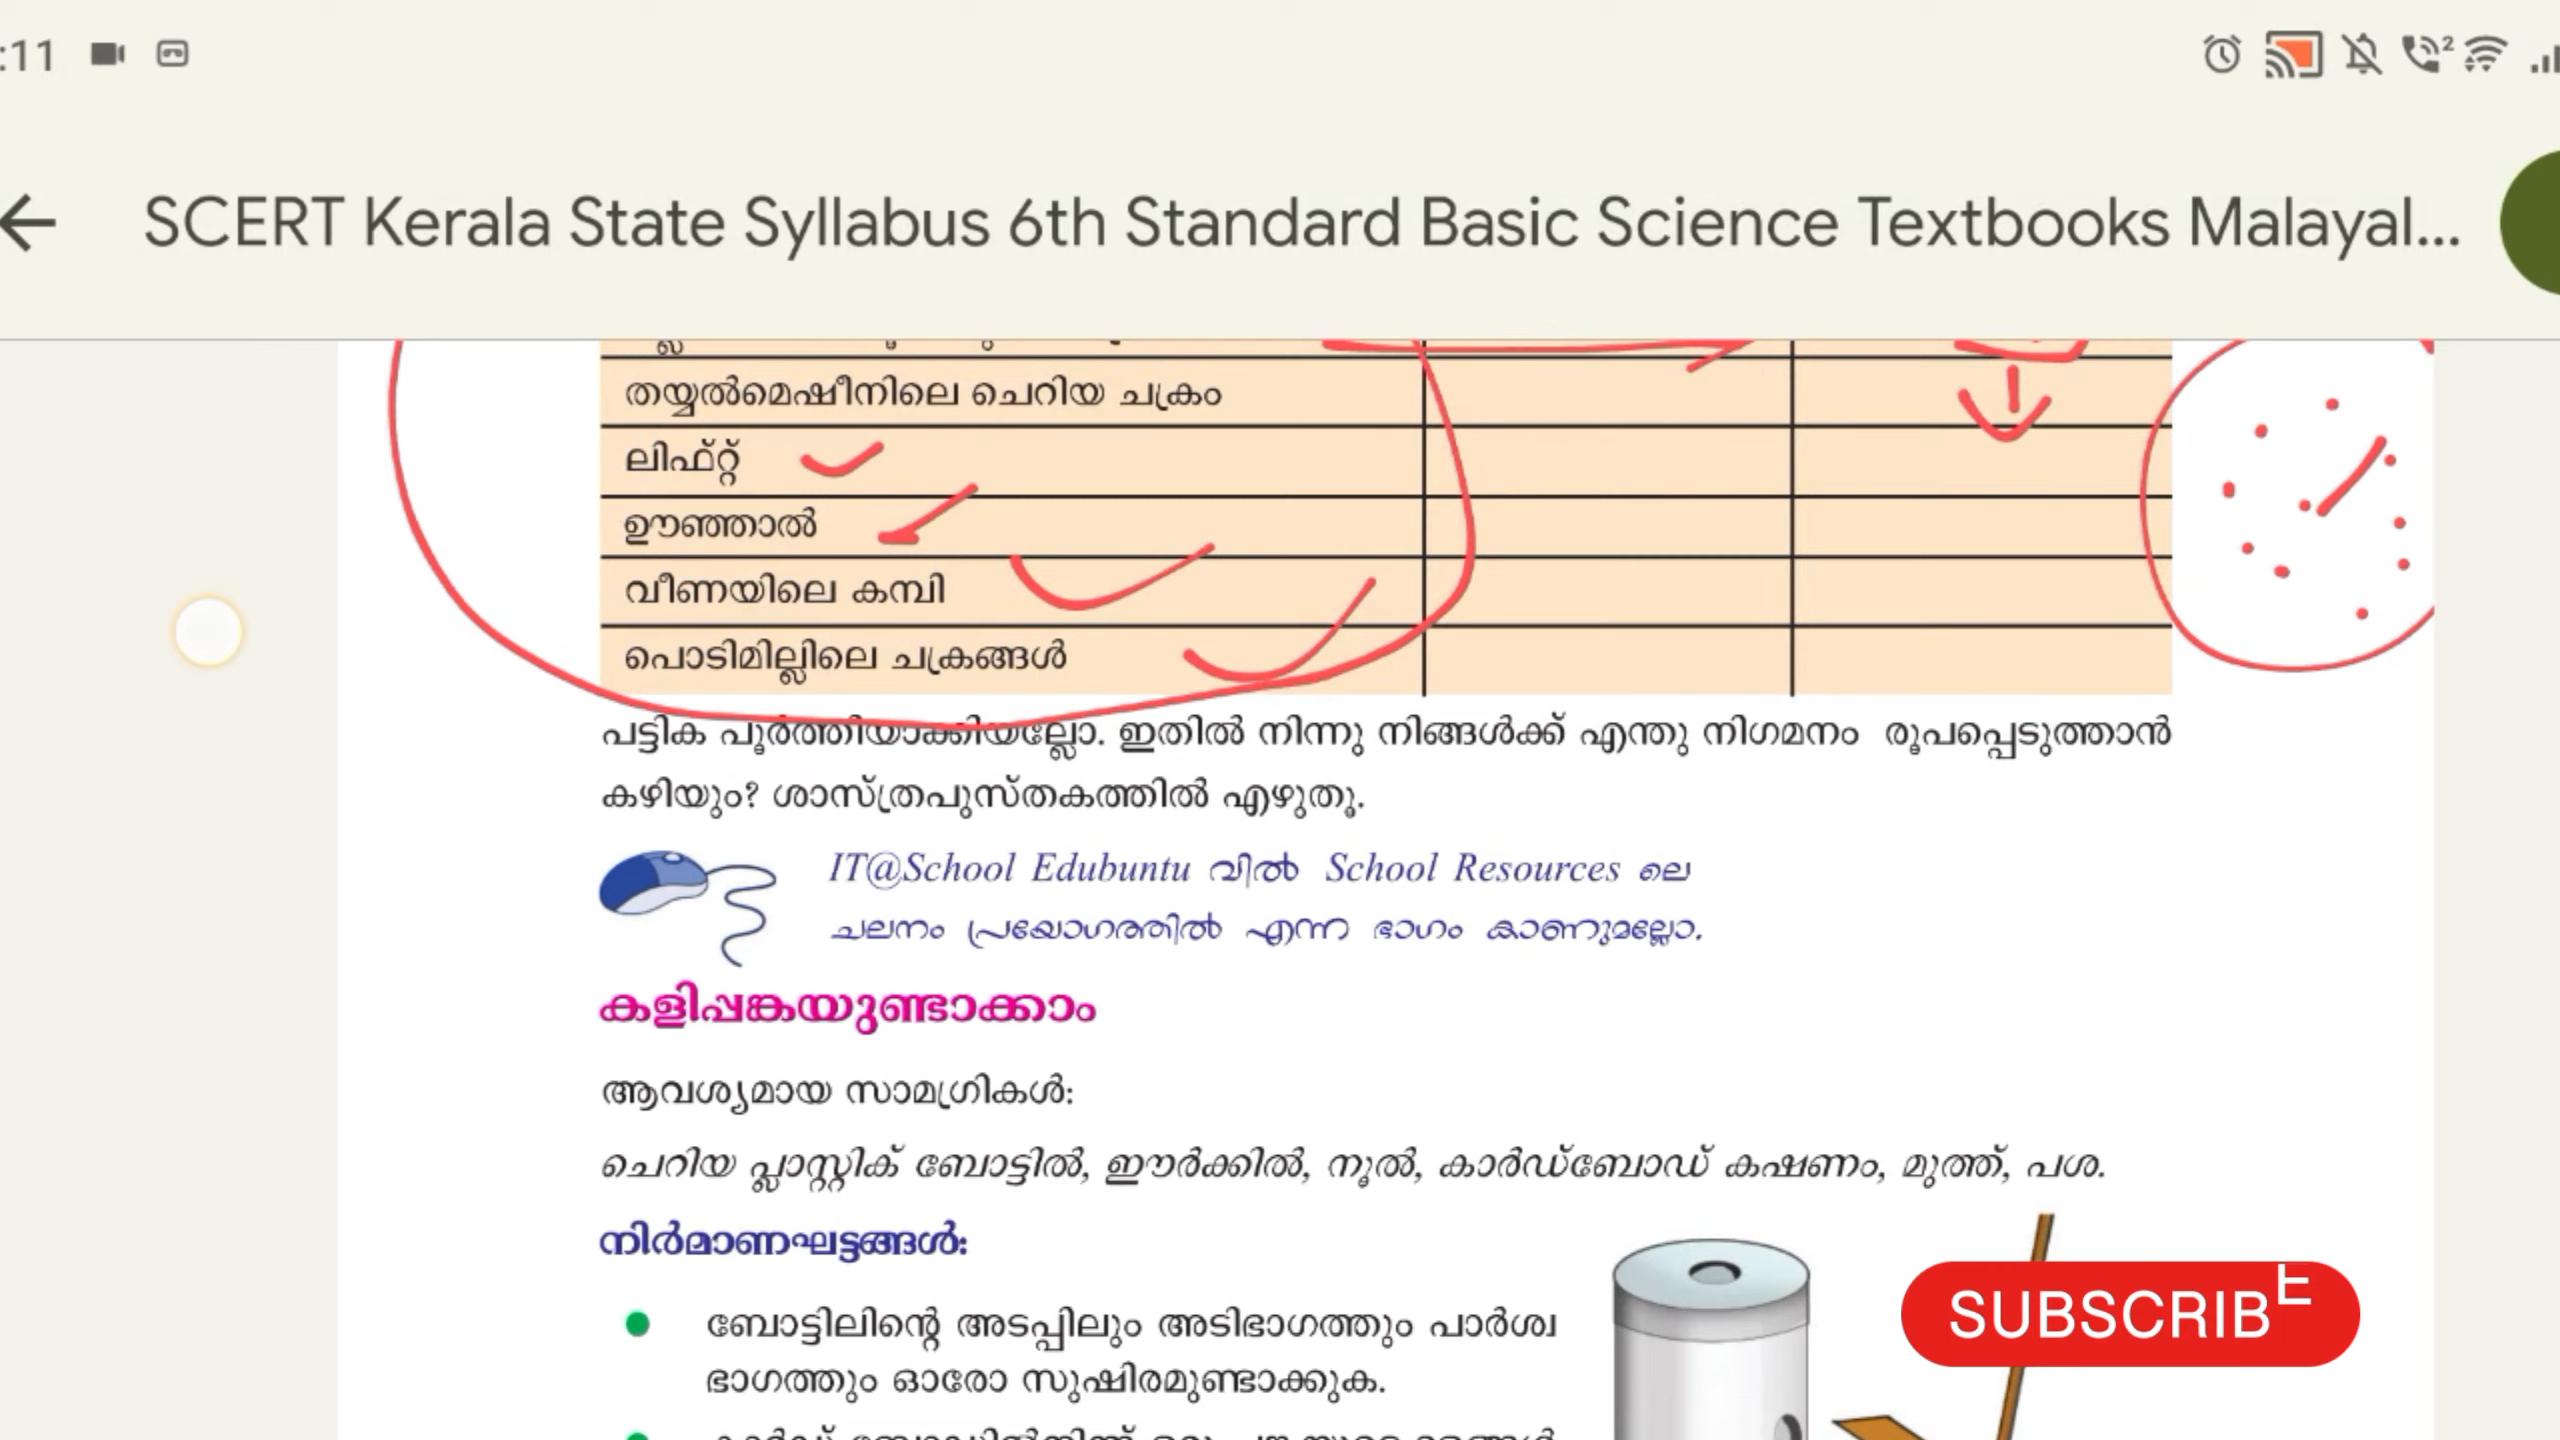 :11
SCERT Kerala State Syllabus 6th Standard Basic Science Textbooks Malayal...
തയ്യൽമെഷീനിലെ ചെറിയ ചക്രം
ലിഫ്റ്റ്
ഊഞ്ഞാൽ
വീണയിലെ കമ്പി
പൊടിമില്ലിലെ ചക്രങ്ങൾ
പട്ടിക പൂർത്തിയാക്കിയല്ലോ. ഇതിൽ നിന്നു നിങ്ങൾക്ക് എന്തു നിഗമനം രൂപപ്പെടുത്താൻ
കഴിയും? ശാസ്ത്രപുസ്തകത്തിൽ എഴുതൂ.
IT@School Edubuntu വിൽ School Resources ലെ
ചലനം പ്രയോഗത്തിൽ എന്ന ഭാഗം കാണുമല്ലോ.
കളിപ്പങ്കയുണ്ടാക്കാം
ആവശ്യമായ സാമഗ്രികൾ:
ചെറിയ പ്ലാസ്റ്റിക് ബോട്ടിൽ, ഈർക്കിൽ, നൂൽ, കാർഡ്ബോഡ് കഷണം, മുത്ത്, പശ.
നിർമാണഘട്ടങ്ങൾ:
ബോട്ടിലിന്റെ അടപ്പിലും അടിഭാഗത്തും പാർശ്വ
ഭാഗത്തും ഓരോ സുഷിരമുണ്ടാക്കുക.
SUBSCRIBE